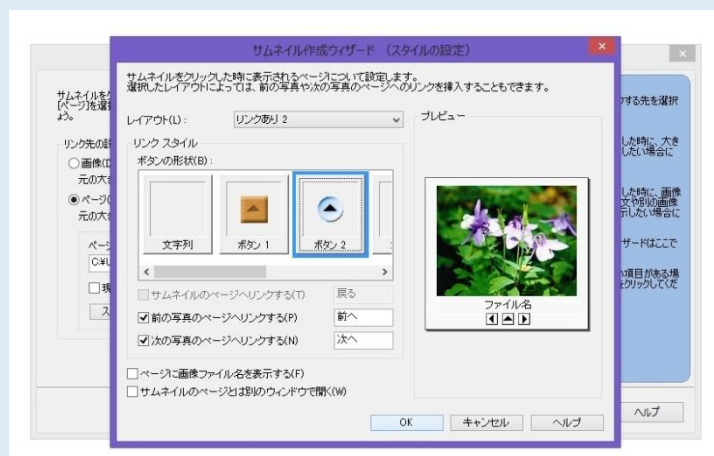 サムネイル作成ウィザード （スタイルの設定）
サムネイルをクリックした時に表示されるページについて設定します。
選択したレイアウトによっては、前の写真や次の写真のページへのリンクを挿入することもできます。
レイアウト(L)：
リンクあり 2
プレビュー
リンク スタイル
ボタンの形状(B)：
文字列
ボタン 1
ボタン 2
サムネイルのページへリンクする(T)
戻る
前の写真のページへリンクする(P)
前へ
次の写真のページへリンクする(N)
次へ
ファイル名
ページに画像ファイル名を表示する(F)
サムネイルのページとは別のウィンドウで開く(W)
OK
キャンセル
ヘルプ
サムネイルを
[ページ]を選
ょう。
リンク先の
画像(
元の大
ページ(
元の大
ペー
C:¥
現
ス
する先を選択
した時に、大き
したい場合に
した時に、画像
文や別の画像
示したい場合に
ザードはここで
項目がある場
クリックしてくだ
ヘルプ